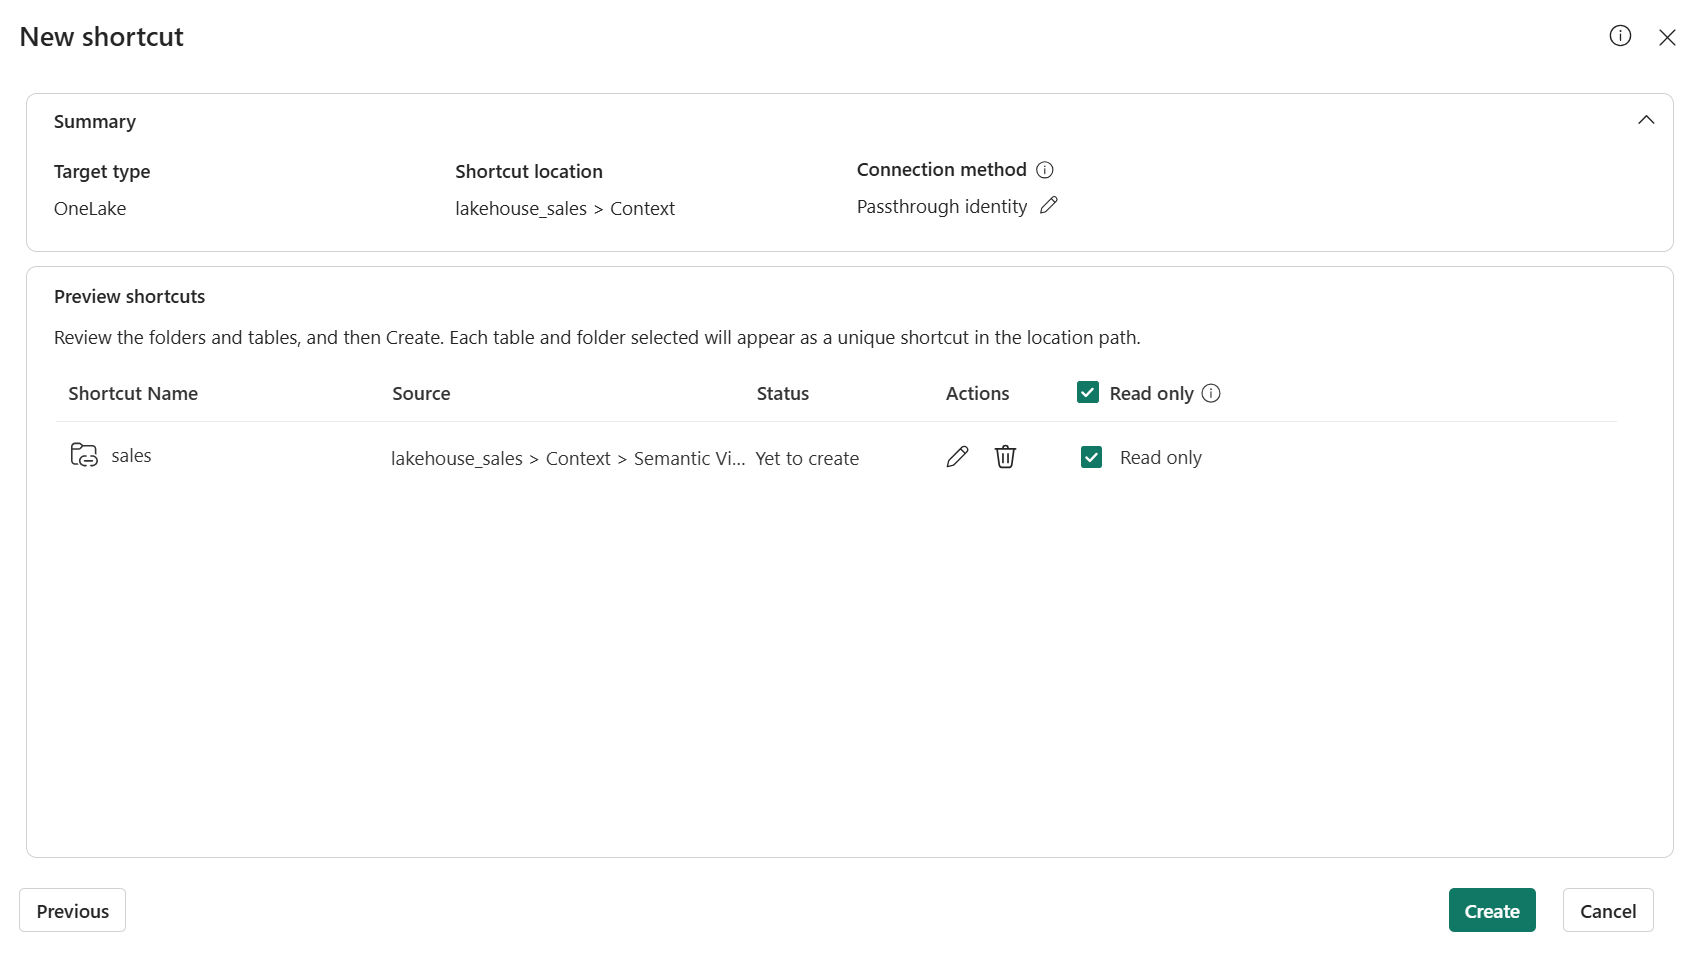 New shortcut
Summary
Target type
Shortcut location
Connection method
OneLake
lakehouse_sales > Context
Passthrough identity
Preview shortcuts
Review the folders and tables, and then Create. Each table and folder selected will appear as a unique shortcut in the location path.
Shortcut Name
Source
Status
Actions
Read only
sales
lakehouse_sales > Context > Semantic Vi...
Yet to create
Read only
Previous
Create
Cancel